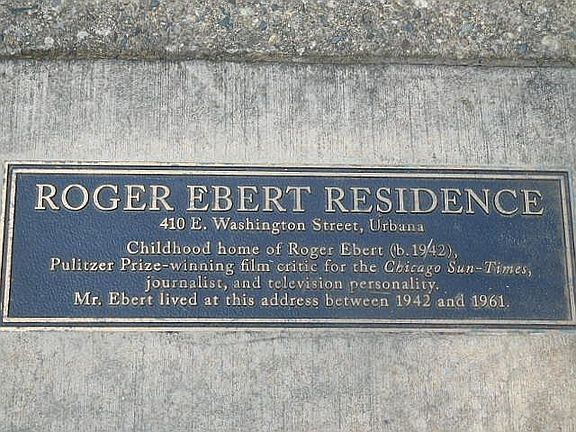 ROGER EBERT RESIDENCE
410 E. Washington Street, Urbana
Childhood home of Roger Ebert (b.1942),
Pulitzer Prize-winning film critic for the Chicago Sun-Times,
journalist, and television personality.
Mr. Ebert lived at this address between 1942 and 1961.